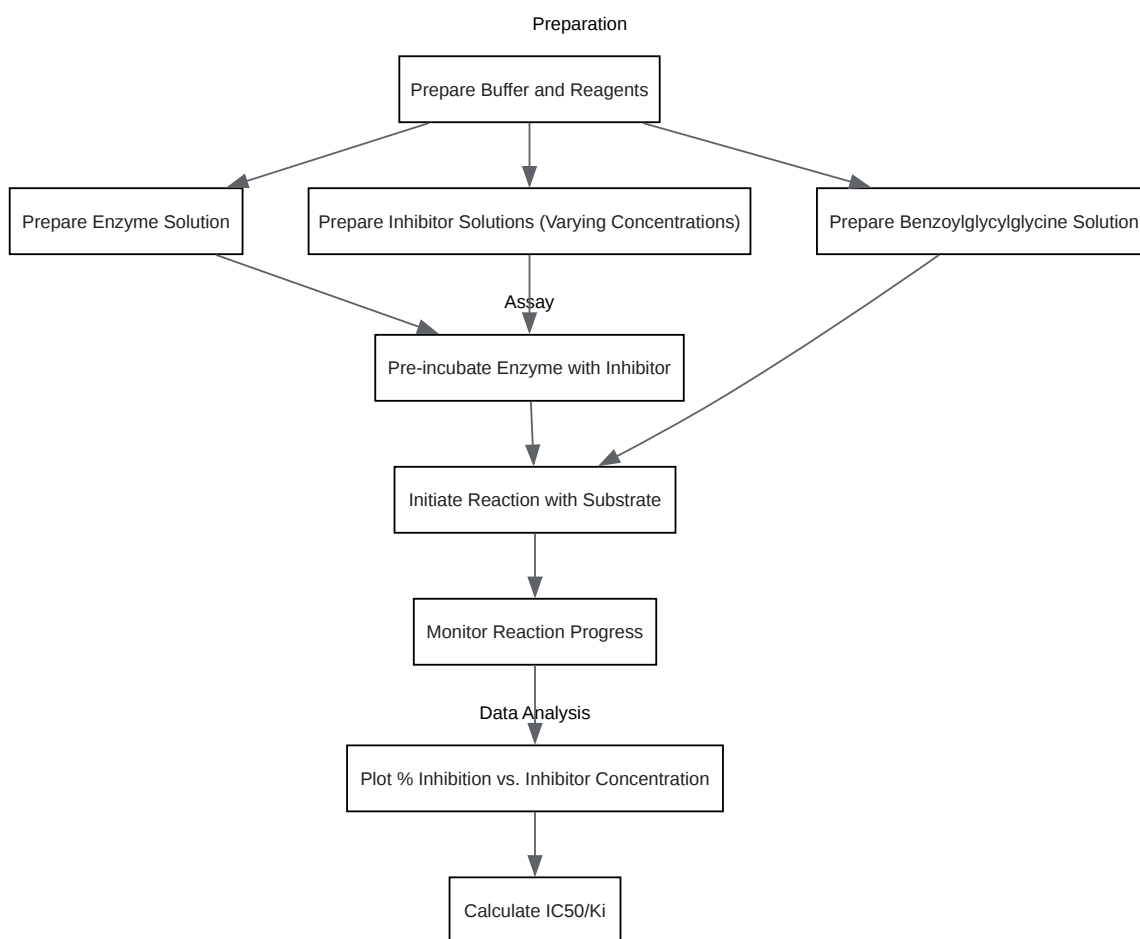 Preparation
Prepare Buffer and Reagents
Prepare Enzyme Solution
Prepare Inhibitor Solutions (Varying Concentrations)
Prepare Benzoylglycylglycine Solution
Assay
Pre-incubate Enzyme with Inhibitor
Initiate Reaction with Substrate
Monitor Reaction Progress
Data Analysis
Plot % Inhibition vs. Inhibitor Concentration
Calculate IC50/Ki